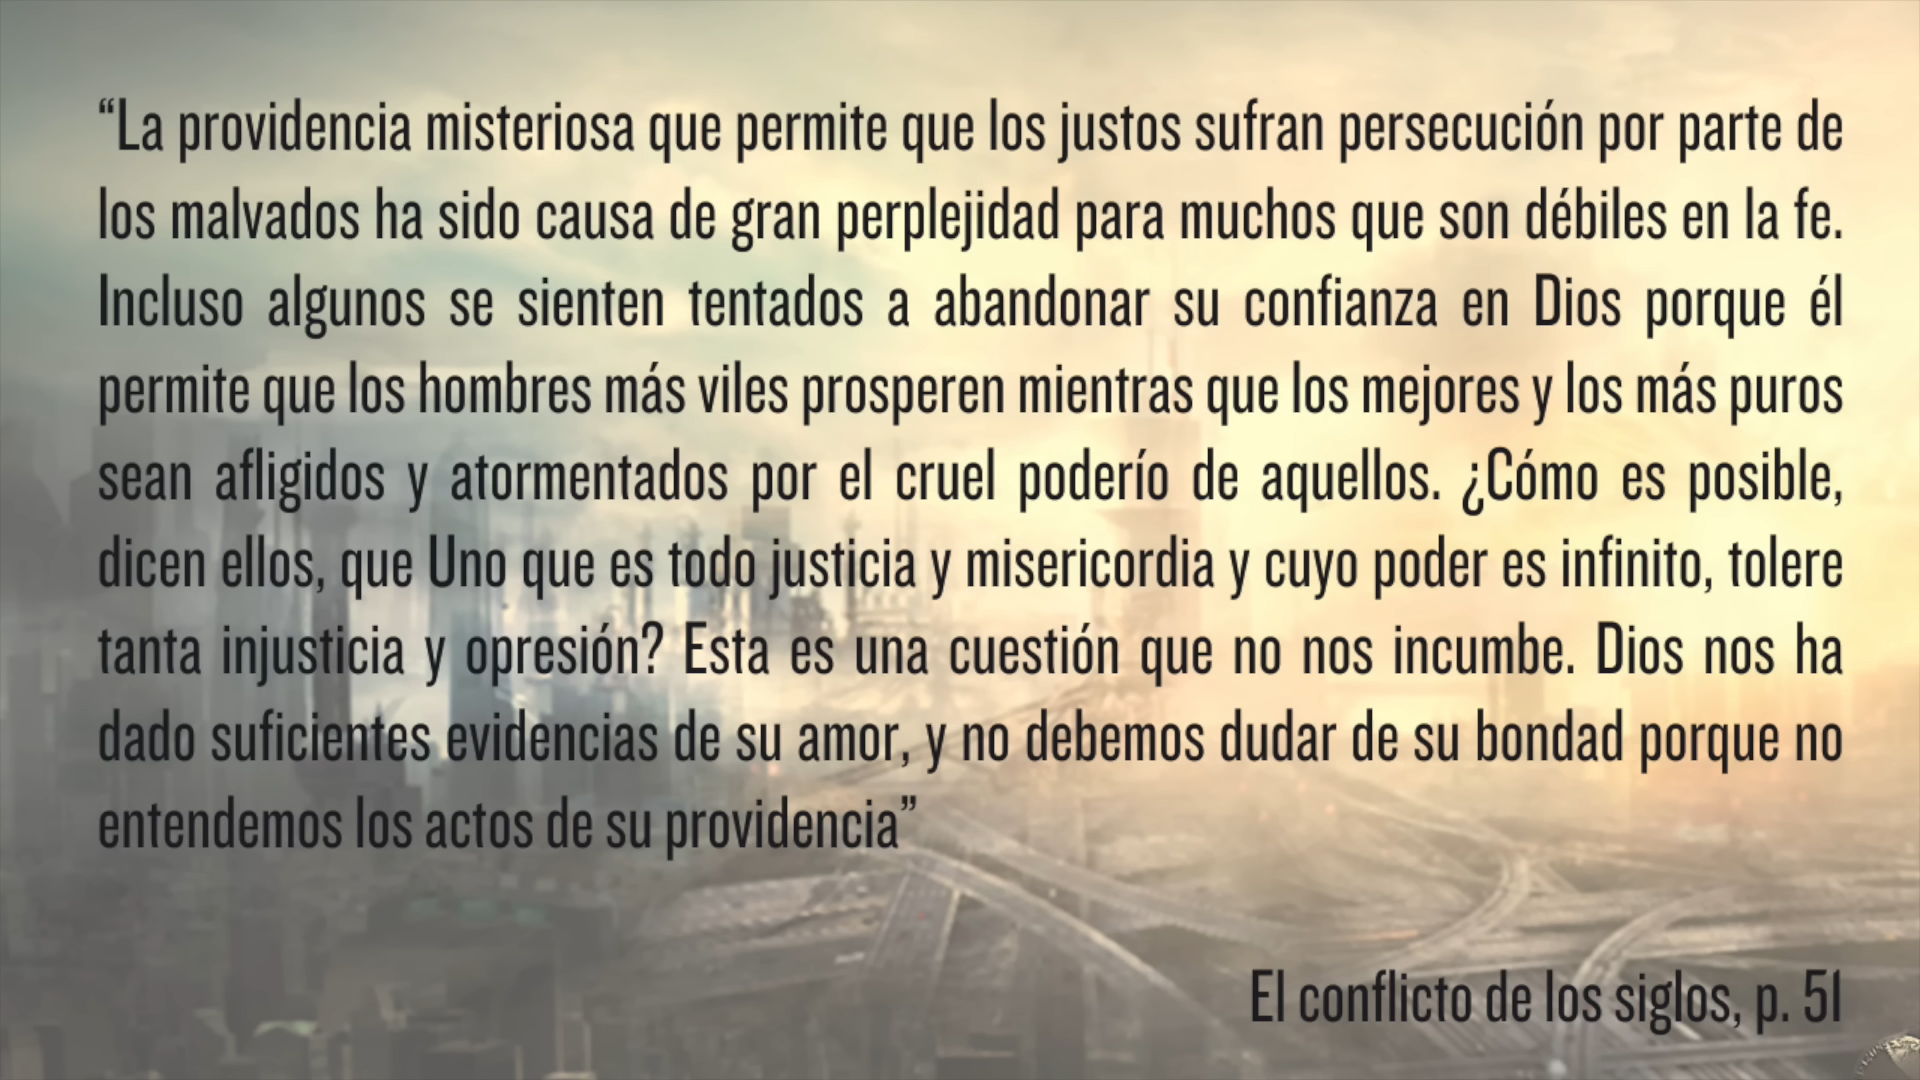 “La providencia misteriosa que permite que los justos sufran persecución por parte de
los malvados ha sido causa de gran perplejidad para muchos que son débiles en la fe.
Incluso algunos se sienten tentados a abandonar su confianza en Dios porque él
permite que los hombres más viles prosperen mientras que los mejores y los más puros
sean afligidos y atormentados por el cruel poderío de aquellos. ¿Cómo es posible,
dicen ellos, que Uno que es todo justicia y misericordia y cuyo poder es infinito, tolere
tanta injusticia y opresión? Esta es una cuestión que no nos incumbe. Dios nos ha
dado suficientes evidencias de su amor, y no debemos dudar de su bondad porque no
entendemos los actos de su providencia”
El conflicto de los siglos, p. 51